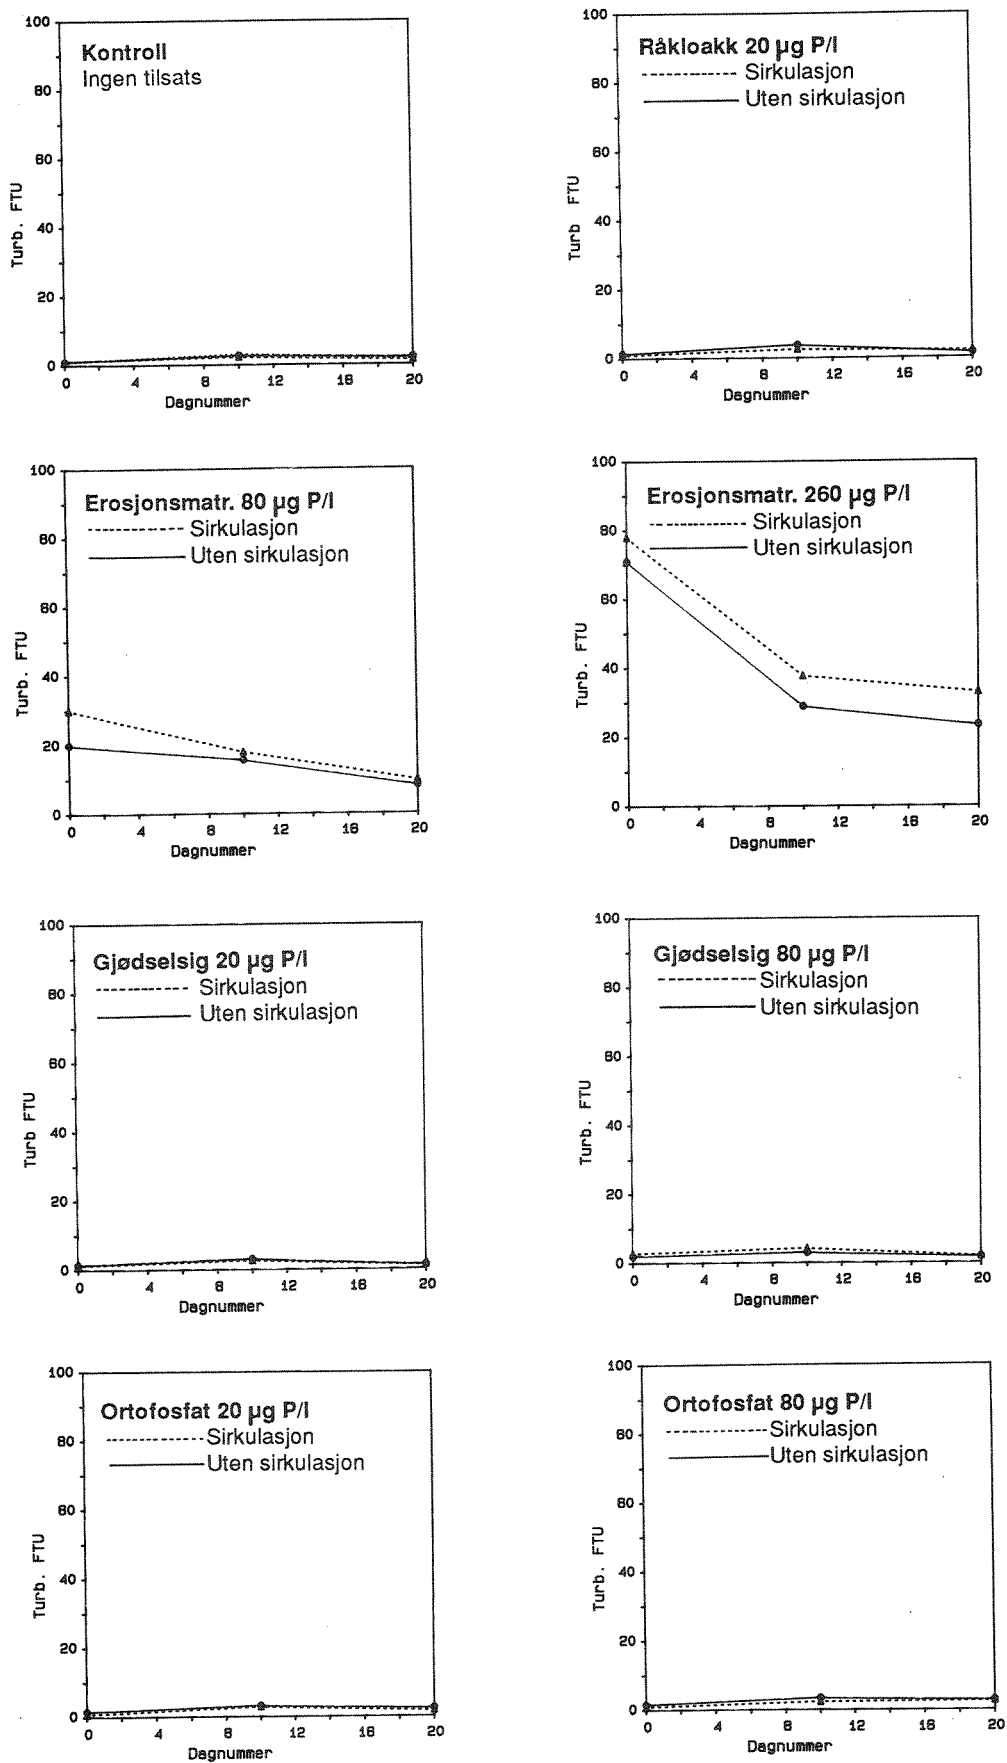 Kontroll
Ingen tilsats
100
80
60
40
20
0
Turb. FTU
0 4 8 12 16 20
Dagnummer
Råkloakk 20 µg P/l
Sirkulasjon
Uten sirkulasjon
100
80
60
40
20
0
Turb FTU
0 4 8 12 16 20
Dagnummer
Erosjonsmatr. 80 µg P/l
Sirkulasjon
Uten sirkulasjon
100
80
60
40
20
0
Turb. FTU
0 4 8 12 16 20
Dagnummer
Erosjonsmatr. 260 µg P/l
Sirkulasjon
Uten sirkulasjon
100
80
60
40
20
0
Turb. FTU
0 4 8 12 16 20
Dagnummer
Gjødselsig 20 µg P/l
Sirkulasjon
Uten sirkulasjon
100
80
60
40
20
0
Turb FTU
0 4 8 12 16 20
Dagnummer
Gjødselsig 80 µg P/l
Sirkulasjon
Uten sirkulasjon
100
80
60
40
20
0
Turb. FTU
0 4 8 12 16 20
Dagnummer
Ortofosfat 20 µg P/l
Sirkulasjon
Uten sirkulasjon
100
80
60
40
20
0
Turb. FTU
0 4 8 12 16 20
Dagnummer
Ortofosfat 80 µg P/l
Sirkulasjon
Uten sirkulasjon
100
80
60
40
20
0
Turb. FTU
0 4 8 12 16 20
Dagnummer